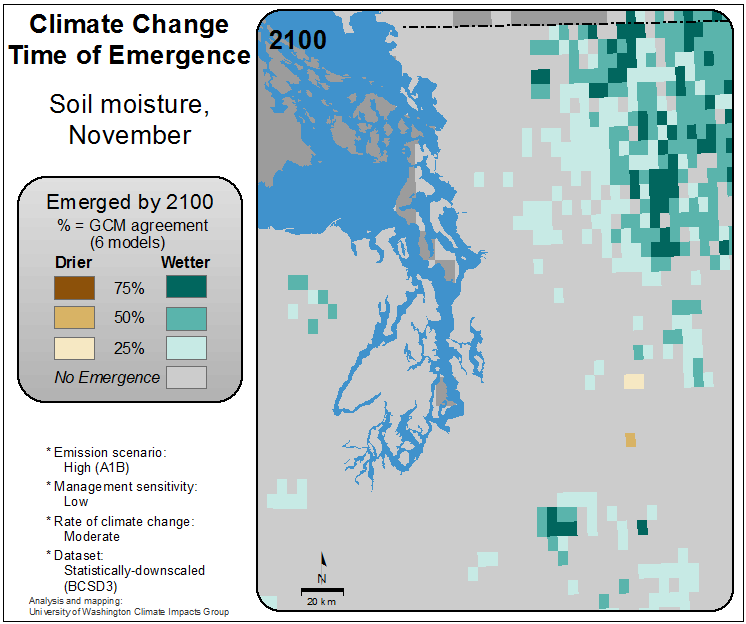 Climate Change
Time of Emergence
Soil moisture,
November
Emerged by 2100
% = GCM agreement
(6 models)
Drier Wetter
75%
50%
25%
No Emergence
* Emission scenario:
High (A1B)
* Management sensitivity:
Low
* Rate of climate change:
Moderate
* Dataset:
Statistically-downscaled
(BCSD3)
Analysis and mapping:
University of Washington Climate Impacts Group
2100
N
20 km